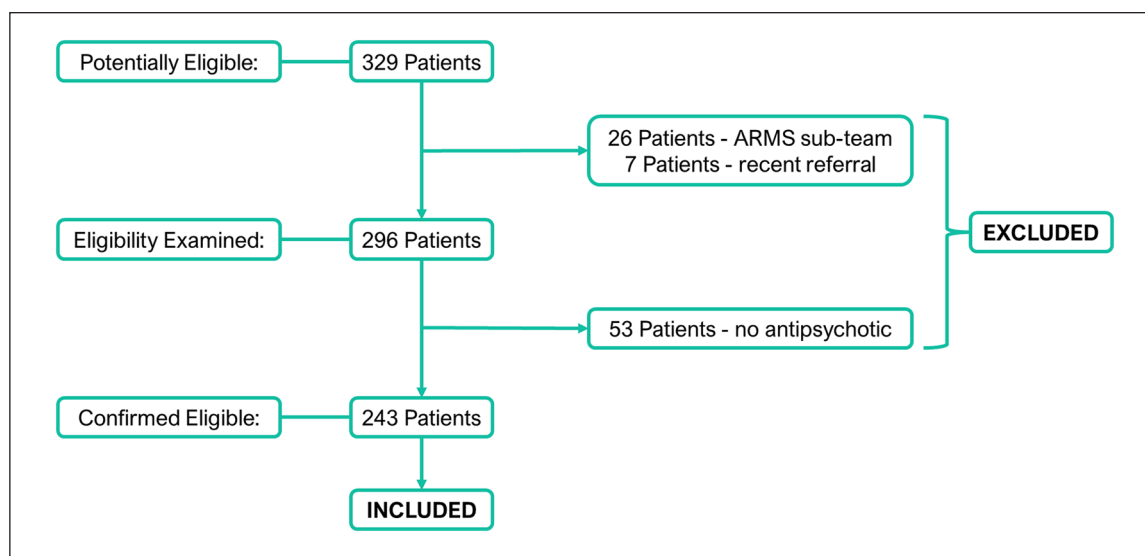 Potentially Eligible:
329 Patients
26 Patients - ARMS sub-team
7 Patients - recent referral
Eligibility Examined:
296 Patients
EXCLUDED
53 Patients - no antipsychotic
Confirmed Eligible:
243 Patients
INCLUDED